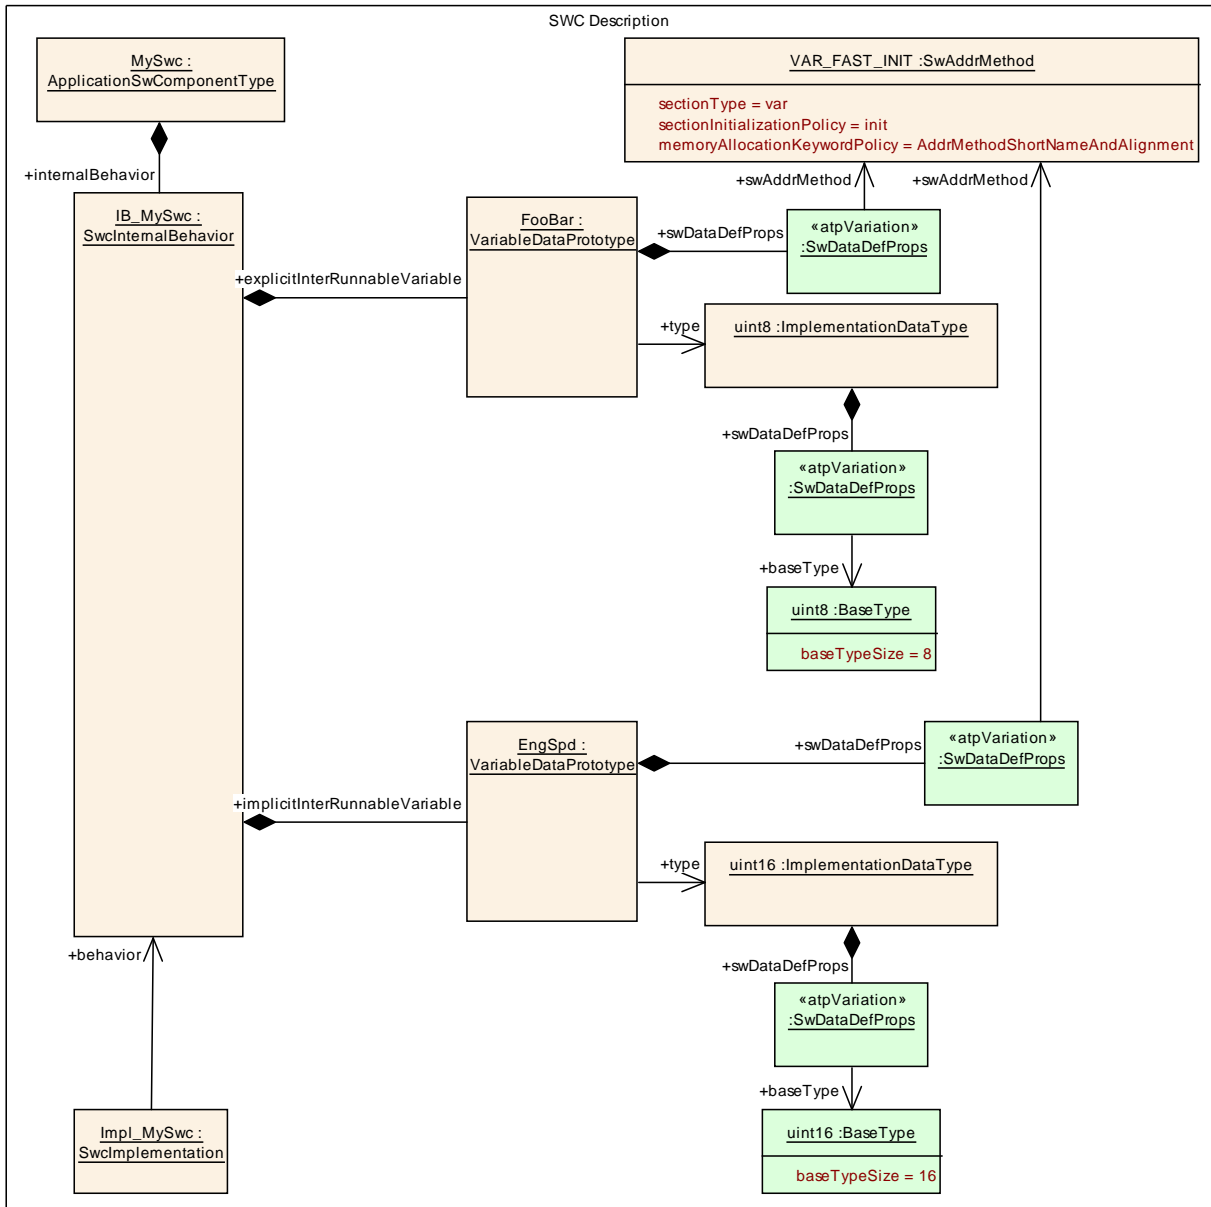 SWC Description
MySwc :
ApplicationSwComponentType
VAR_FAST_INIT :SwAddrMethod
sectionType = var
sectionInitializationPolicy = init
memoryAllocationKeywordPolicy = AddrMethodShortNameAndAlignment
+internalBehavior
+swAddrMethod
+swAddrMethod
IB_MySwc :
SwcInternalBehavior
FooBar :
VariableDataPrototype
+swDataDefProps
«atpVariation»
:SwDataDefProps
+explicitInterRunnableVariable
+type
uint8 :ImplementationDataType
+swDataDefProps
«atpVariation»
:SwDataDefProps
+baseType
uint8 :BaseType
baseTypeSize = 8
EngSpd :
VariableDataPrototype
+swDataDefProps
«atpVariation»
:SwDataDefProps
+implicitInterRunnableVariable
+type
uint16 :ImplementationDataType
+behavior
+swDataDefProps
«atpVariation»
:SwDataDefProps
+baseType
Impl_MySwc :
SwcImplementation
uint16 :BaseType
baseTypeSize = 16